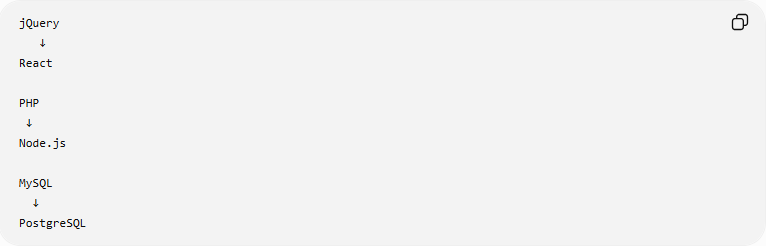 jQuery
↓
React
PHP
↓
Node.js
MySQL
↓
PostgreSQL